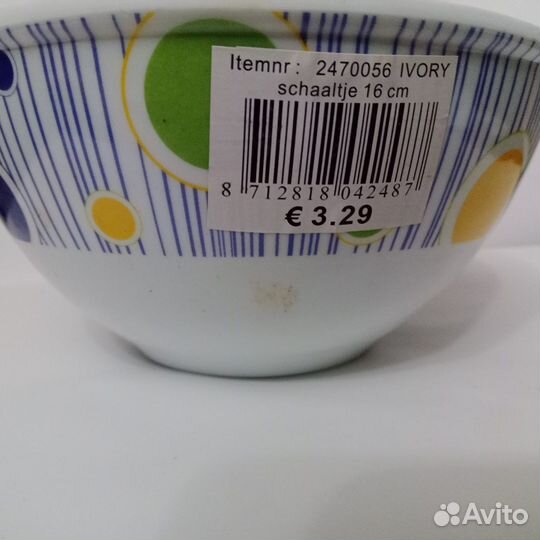 Itemnr: 2470056 IVORY
schaaltje 16 cm
8 712818 042487
€ 3.29
Avito